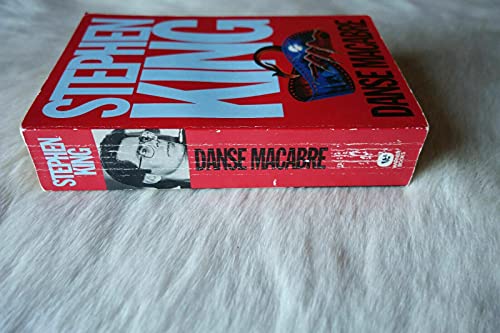 STEPHEN
KING
DANSE MACABRE
STEPHEN
KING
DANSE MACABRE